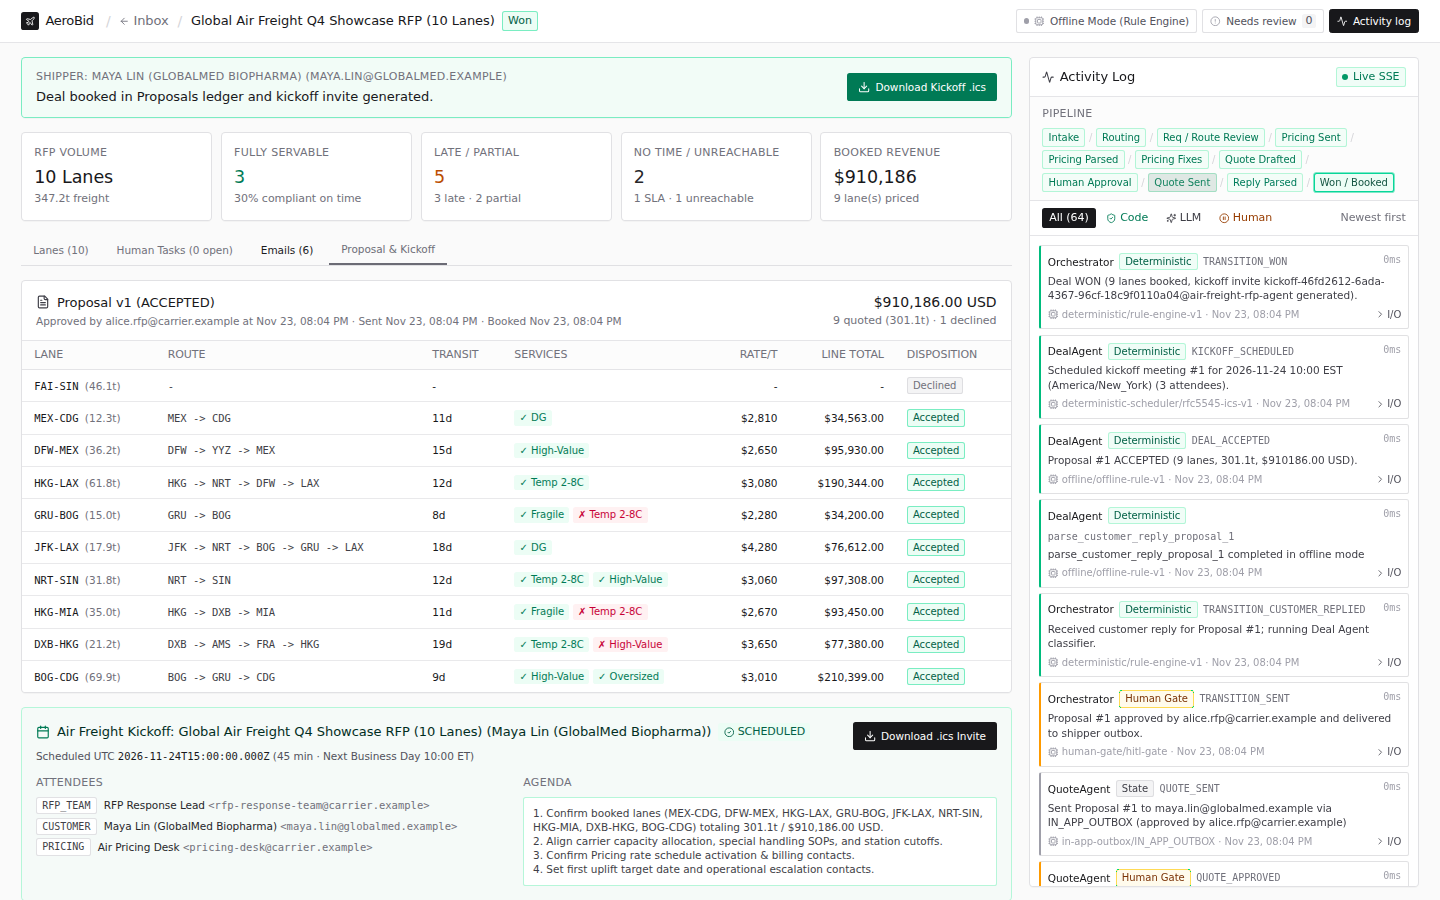 AeroBid / ← Inbox / Global Air Freight Q4 Showcase RFP (10 Lanes) Won
Offline Mode (Rule Engine) Needs review 0 Activity log
SHIPPER: MAYA LIN (GLOBALMED BIOPHARMA) (MAYA.LIN@GLOBALMED.EXAMPLE)
Deal booked in Proposals ledger and kickoff invite generated.
Download Kickoff .ics
RFP VOLUME
10 Lanes
347.2t freight
FULLY SERVABLE
3
30% compliant on time
LATE / PARTIAL
5
3 late · 2 partial
NO TIME / UNREACHABLE
2
1 SLA · 1 unreachable
BOOKED REVENUE
$910,186
9 lane(s) priced
Lanes (10) Human Tasks (0 open) Emails (6) Proposal & Kickoff
Proposal v1 (ACCEPTED) $910,186.00 USD
Approved by alice.rfp@carrier.example at Nov 23, 08:04 PM · Sent Nov 23, 08:04 PM · Booked Nov 23, 08:04 PM 9 quoted (301.1t) · 1 declined
LANE ROUTE TRANSIT SERVICES RATE/T LINE TOTAL DISPOSITION
FAI-SIN (46.1t) - - - - Declined
MEX-CDG (12.3t) MEX -> CDG 11d ✓ DG $2,810 $34,563.00 Accepted
DFW-MEX (36.2t) DFW -> YYZ -> MEX 15d ✓ High-Value $2,650 $95,930.00 Accepted
HKG-LAX (61.8t) HKG -> NRT -> DFW -> LAX 12d ✓ Temp 2-8C $3,080 $190,344.00 Accepted
GRU-BOG (15.0t) GRU -> BOG 8d ✓ Fragile ✗ Temp 2-8C $2,280 $34,200.00 Accepted
JFK-LAX (17.9t) JFK -> NRT -> BOG -> GRU -> LAX 18d ✓ DG $4,280 $76,612.00 Accepted
NRT-SIN (31.8t) NRT -> SIN 12d ✓ Temp 2-8C ✓ High-Value $3,060 $97,308.00 Accepted
HKG-MIA (35.0t) HKG -> DXB -> MIA 11d ✓ Fragile ✗ Temp 2-8C $2,670 $93,450.00 Accepted
DXB-HKG (21.2t) DXB -> AMS -> FRA -> HKG 19d ✓ Temp 2-8C ✗ High-Value $3,650 $77,380.00 Accepted
BOG-CDG (69.9t) BOG -> GRU -> CDG 9d ✓ High-Value ✓ Oversized $3,010 $210,399.00 Accepted
Air Freight Kickoff: Global Air Freight Q4 Showcase RFP (10 Lanes) (Maya Lin (GlobalMed Biopharma)) SCHEDULED
Download .ics Invite
Scheduled UTC 2026-11-24T15:00:00.000Z (45 min · Next Business Day 10:00 ET)
ATTENDEES
RFP_TEAM RFP Response Lead <rfp-response-team@carrier.example>
CUSTOMER Maya Lin (GlobalMed Biopharma) <maya.lin@globalmed.example>
PRICING Air Pricing Desk <pricing-desk@carrier.example>
AGENDA
1. Confirm booked lanes (MEX-CDG, DFW-MEX, HKG-LAX, GRU-BOG, JFK-LAX, NRT-SIN,
HKG-MIA, DXB-HKG, BOG-CDG) totaling 301.1t / $910,186.00 USD.
2. Align carrier capacity allocation, special handling SOPs, and station cutoffs.
3. Confirm Pricing rate schedule activation & billing contacts.
4. Set first uplift target date and operational escalation contacts.
Activity Log Live SSE
PIPELINE
Intake / Routing / Req / Route Review / Pricing Sent /
Pricing Parsed / Pricing Fixes / Quote Drafted /
Human Approval / Quote Sent / Reply Parsed / Won / Booked
All (64) Code LLM Human Newest first
Orchestrator Deterministic TRANSITION_WON 0ms
Deal WON (9 lanes booked, kickoff invite kickoff-46fd2612-6ada-
4367-96cf-18c9f0110a04@air-freight-rfp-agent generated).
deterministic/rule-engine-v1 · Nov 23, 08:04 PM > I/O
DealAgent Deterministic KICKOFF_SCHEDULED 0ms
Scheduled kickoff meeting #1 for 2026-11-24 10:00 EST
(America/New_York) (3 attendees).
deterministic-scheduler/rfc5545-ics-v1 · Nov 23, 08:04 PM > I/O
DealAgent Deterministic DEAL_ACCEPTED 0ms
Proposal #1 ACCEPTED (9 lanes, 301.1t, $910186.00 USD).
offline/offline-rule-v1 · Nov 23, 08:04 PM > I/O
DealAgent Deterministic 0ms
parse_customer_reply_proposal_1
parse_customer_reply_proposal_1 completed in offline mode
offline/offline-rule-v1 · Nov 23, 08:04 PM > I/O
Orchestrator Deterministic TRANSITION_CUSTOMER_REPLIED 0ms
Received customer reply for Proposal #1; running Deal Agent
classifier.
deterministic/rule-engine-v1 · Nov 23, 08:04 PM > I/O
Orchestrator Human Gate TRANSITION_SENT 0ms
Proposal #1 approved by alice.rfp@carrier.example and delivered
to shipper outbox.
human-gate/hitl-gate · Nov 23, 08:04 PM > I/O
QuoteAgent State QUOTE_SENT 0ms
Sent Proposal #1 to maya.lin@globalmed.example via
IN_APP_OUTBOX (approved by alice.rfp@carrier.example)
in-app-outbox/IN_APP_OUTBOX · Nov 23, 08:04 PM > I/O
QuoteAgent Human Gate QUOTE_APPROVED 0ms